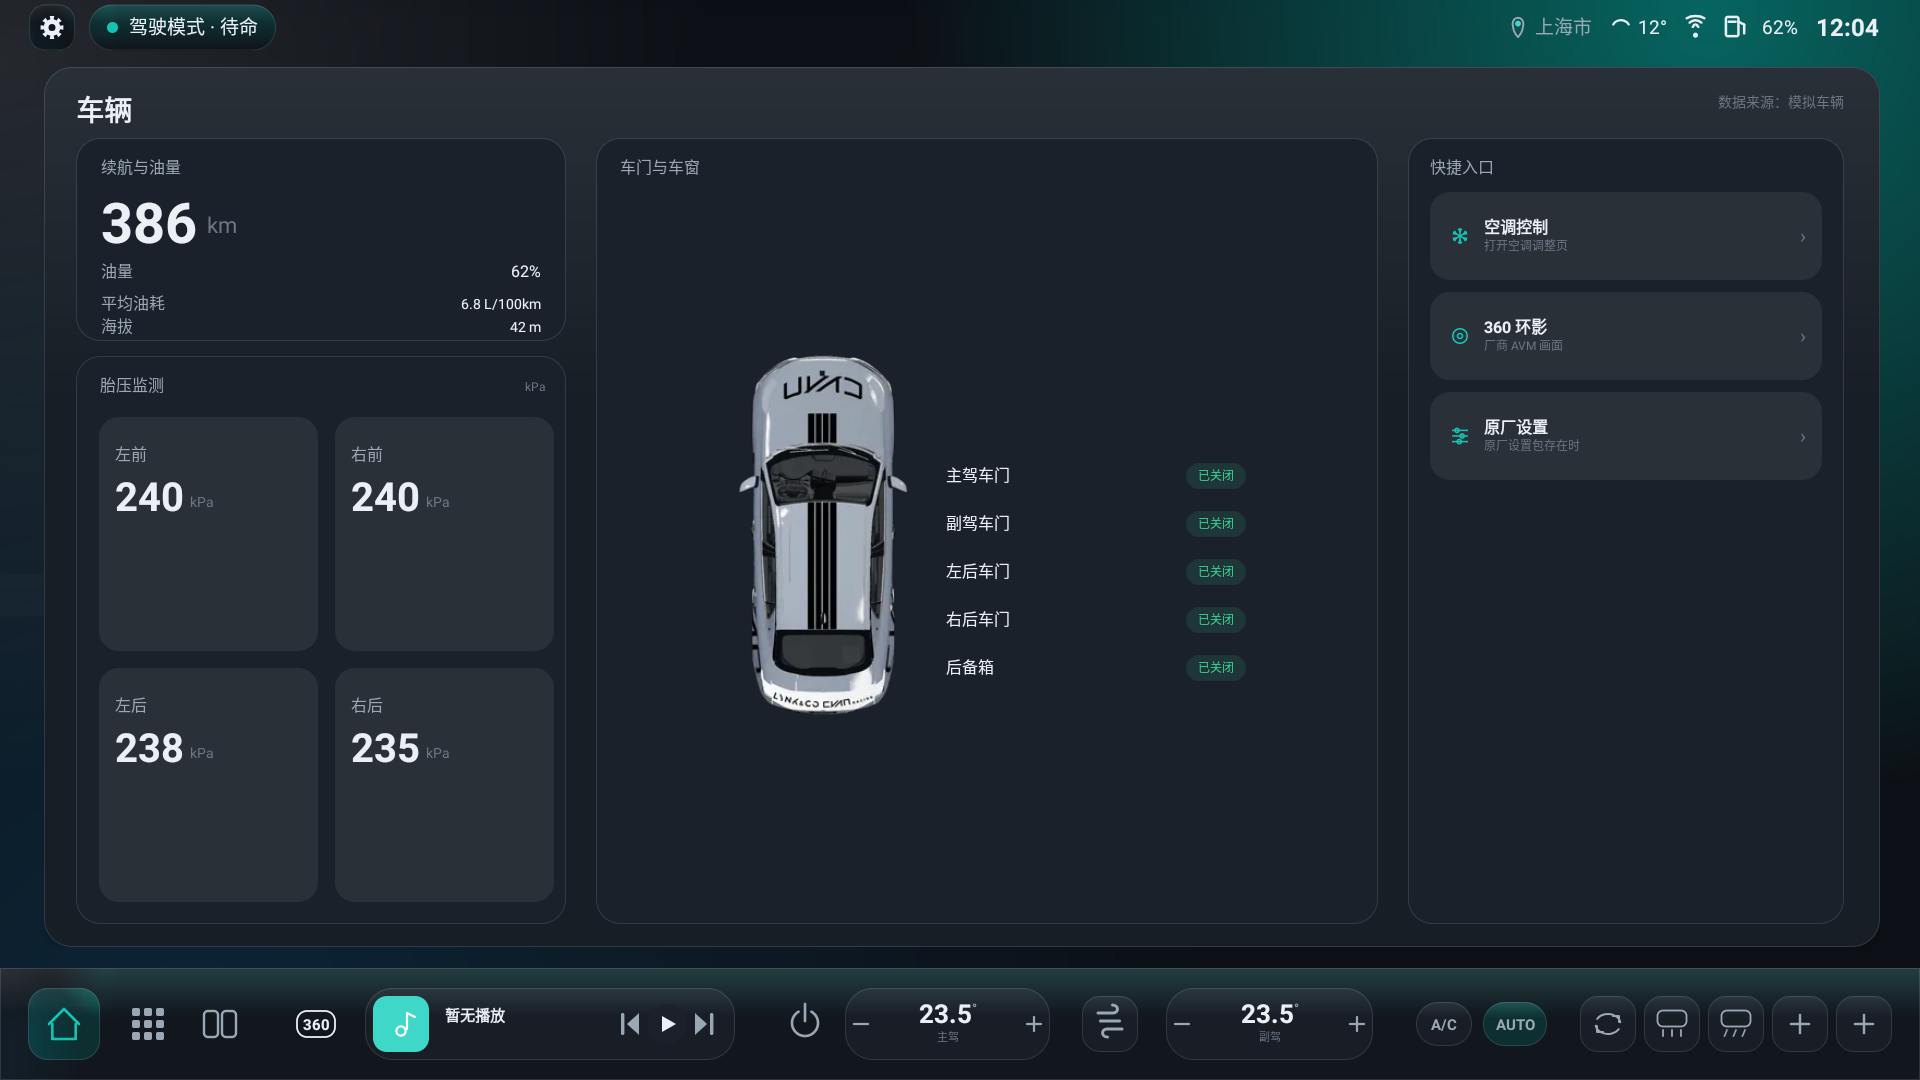 驾驶模式 · 待命
上海市
12°
62%
12:04
车辆
数据来源：模拟车辆
续航与油量
386 km
油量 62%
平均油耗 6.8 L/100km
海拔 42 m
胎压监测 kPa
左前
240 kPa
右前
240 kPa
左后
238 kPa
右后
235 kPa
车门与车窗
LYNK&CO
主驾车门 已关闭
副驾车门 已关闭
左后车门 已关闭
右后车门 已关闭
后备箱 已关闭
快捷入口
空调控制
打开空调调整页
360 环影
厂商 AVM 画面
原厂设置
原厂设置包存在时
360
暂无播放
23.5°
主驾
23.5°
副驾
A/C
AUTO